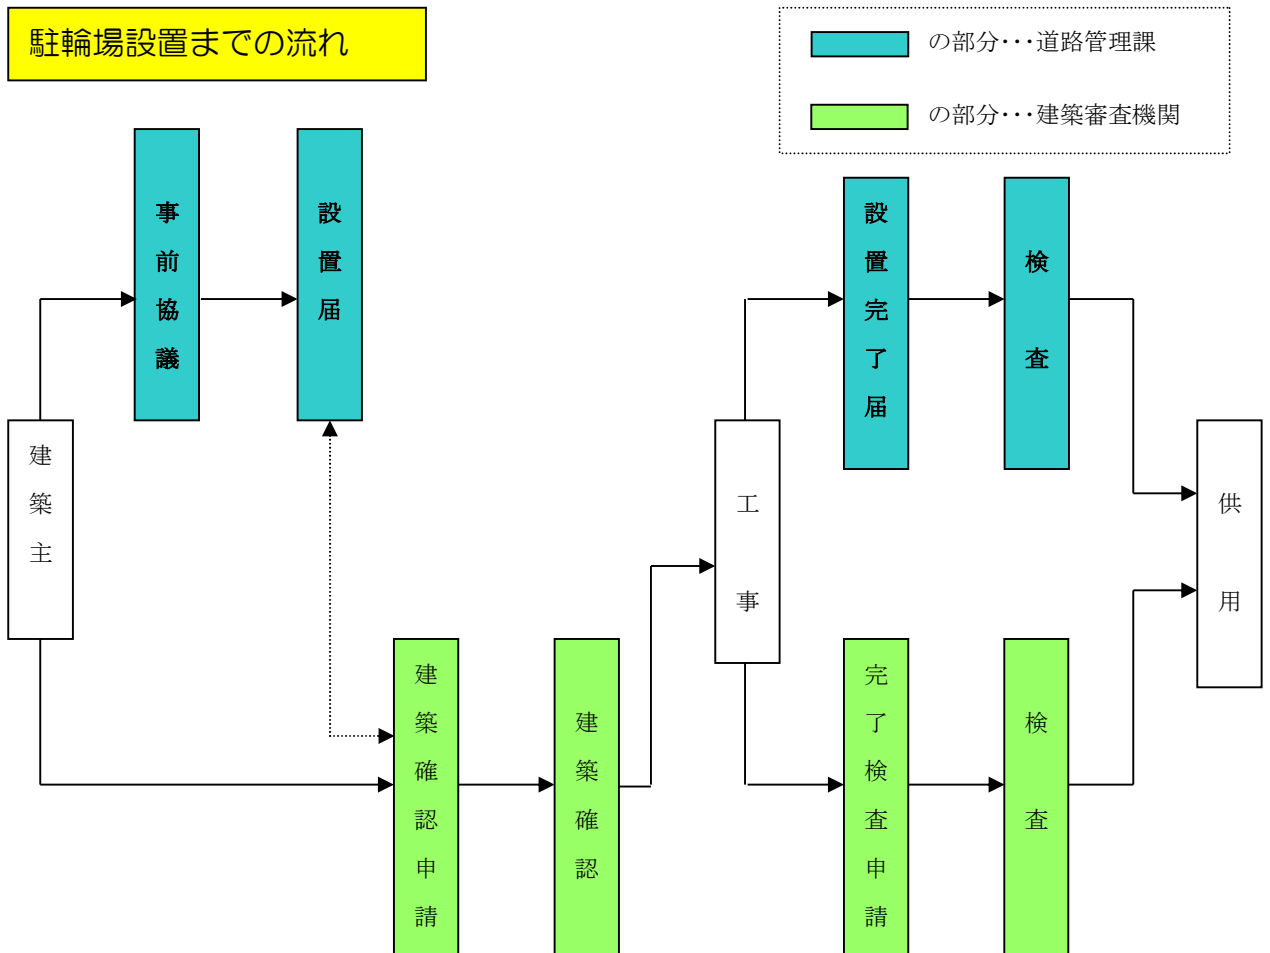 駐輪場設置までの流れ
の部分・・・道路管理課
の部分・・・建築審査機関
事前協議
設置届
設置完了届
検査
建築主
工事
供用
建築確認申請
建築確認
完了検査申請
検査